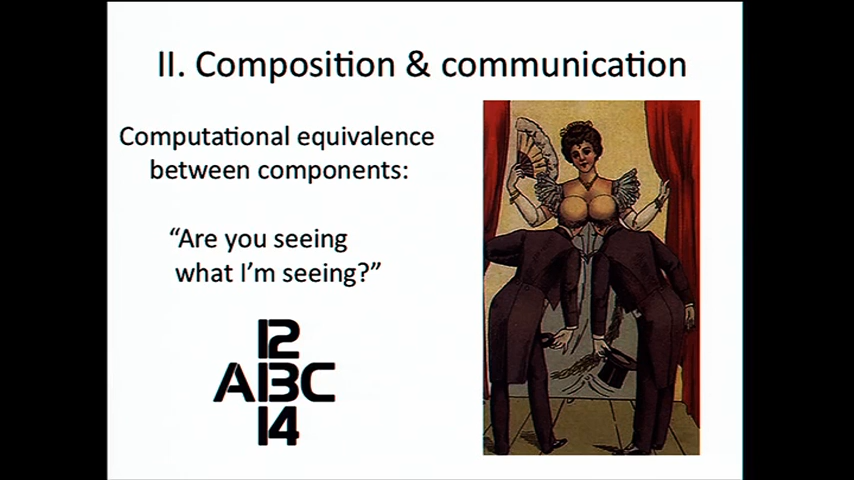 II. Composition & communication
Computational equivalence
between components:
“Are you seeing
what I’m seeing?”
12
ABC
14